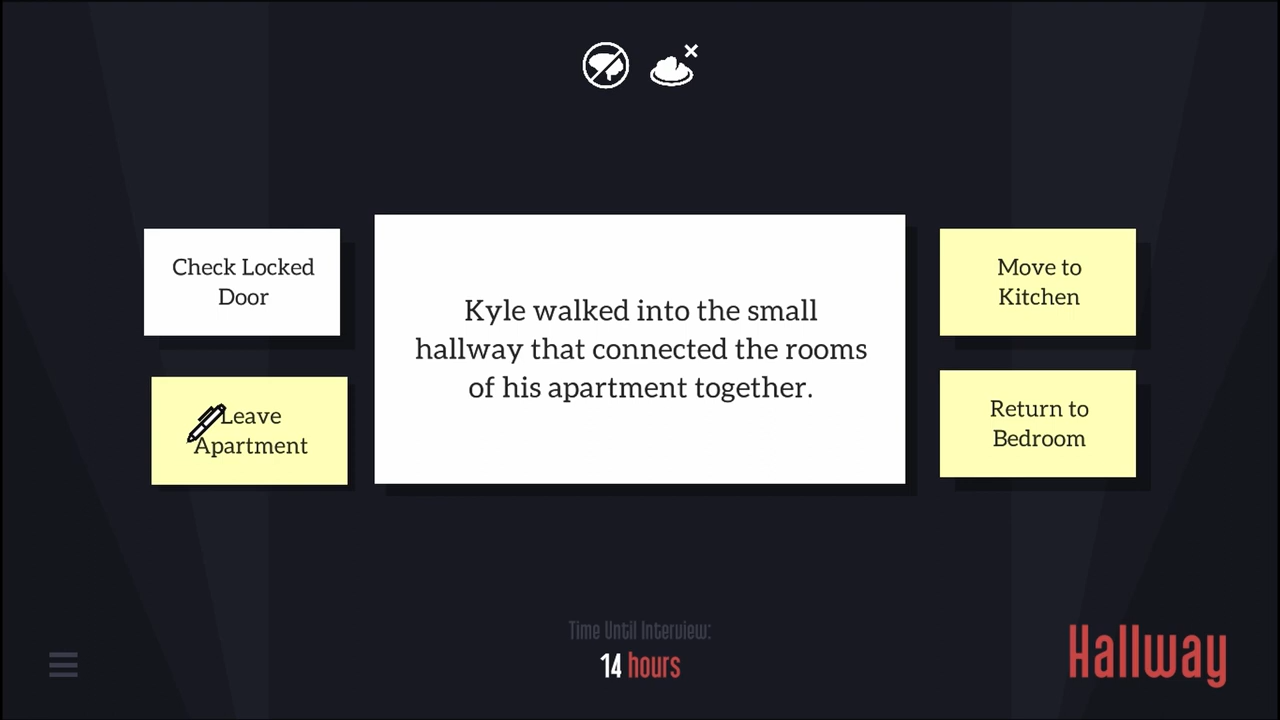 Check Locked
Door
Leave
Apartment
Kyle walked into the small
hallway that connected the rooms
of his apartment together.
Move to
Kitchen
Return to
Bedroom
Time Until Interview:
14 hours
Hallway